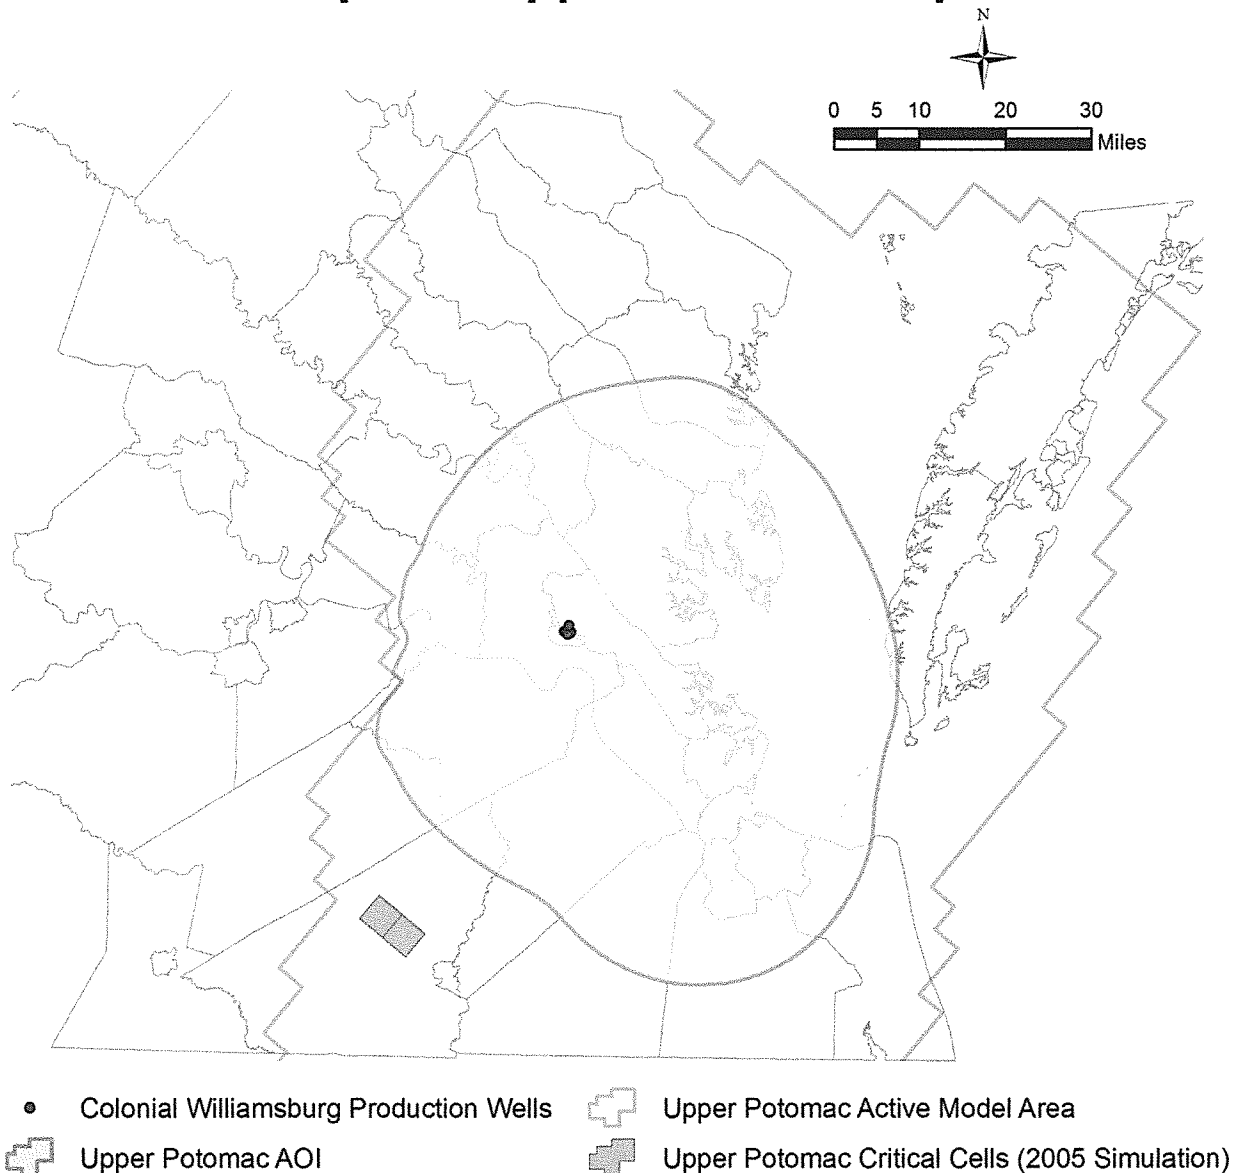 N
0 5 10 20 30
Miles
Colonial Williamsburg Production Wells
Upper Potomac Active Model Area
Upper Potomac AOI
Upper Potomac Critical Cells (2005 Simulation)